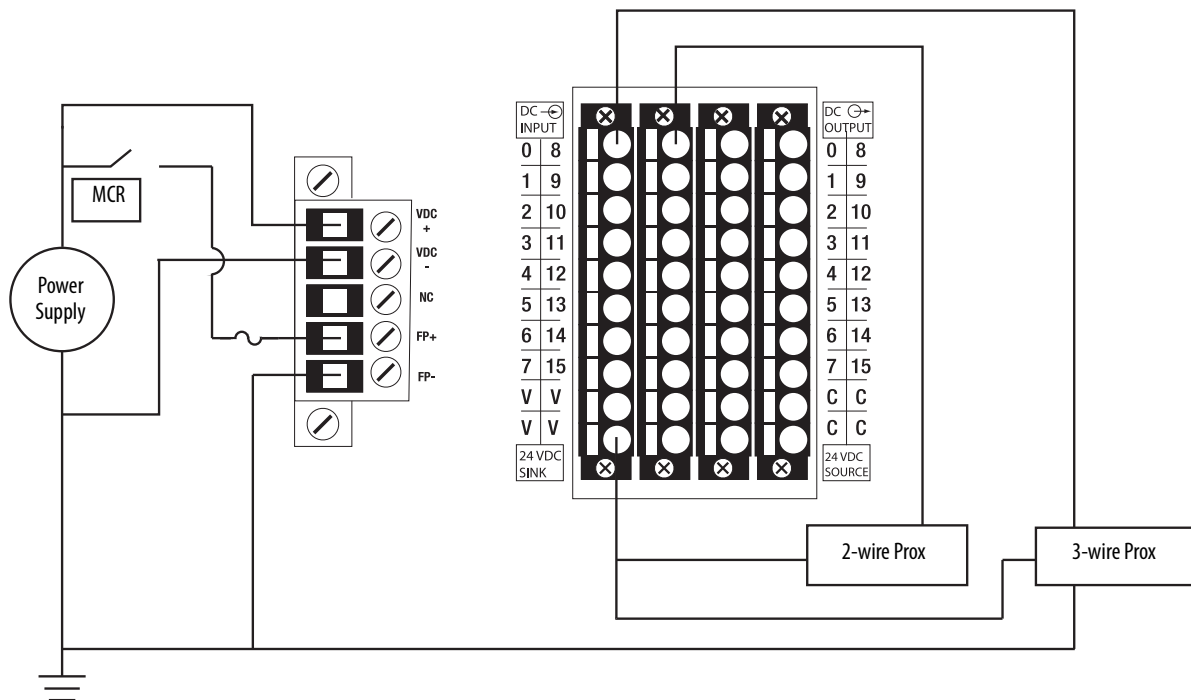 MCR
Power
Supply
VDC
+
VDC
-
NC
FP+
FP-
DC
INPUT
0 8
1 9
2 10
3 11
4 12
5 13
6 14
7 15
V V
V V
24 VDC
SINK
DC
OUTPUT
0 8
1 9
2 10
3 11
4 12
5 13
6 14
7 15
C C
C C
24 VDC
SOURCE
2-wire Prox
3-wire Prox